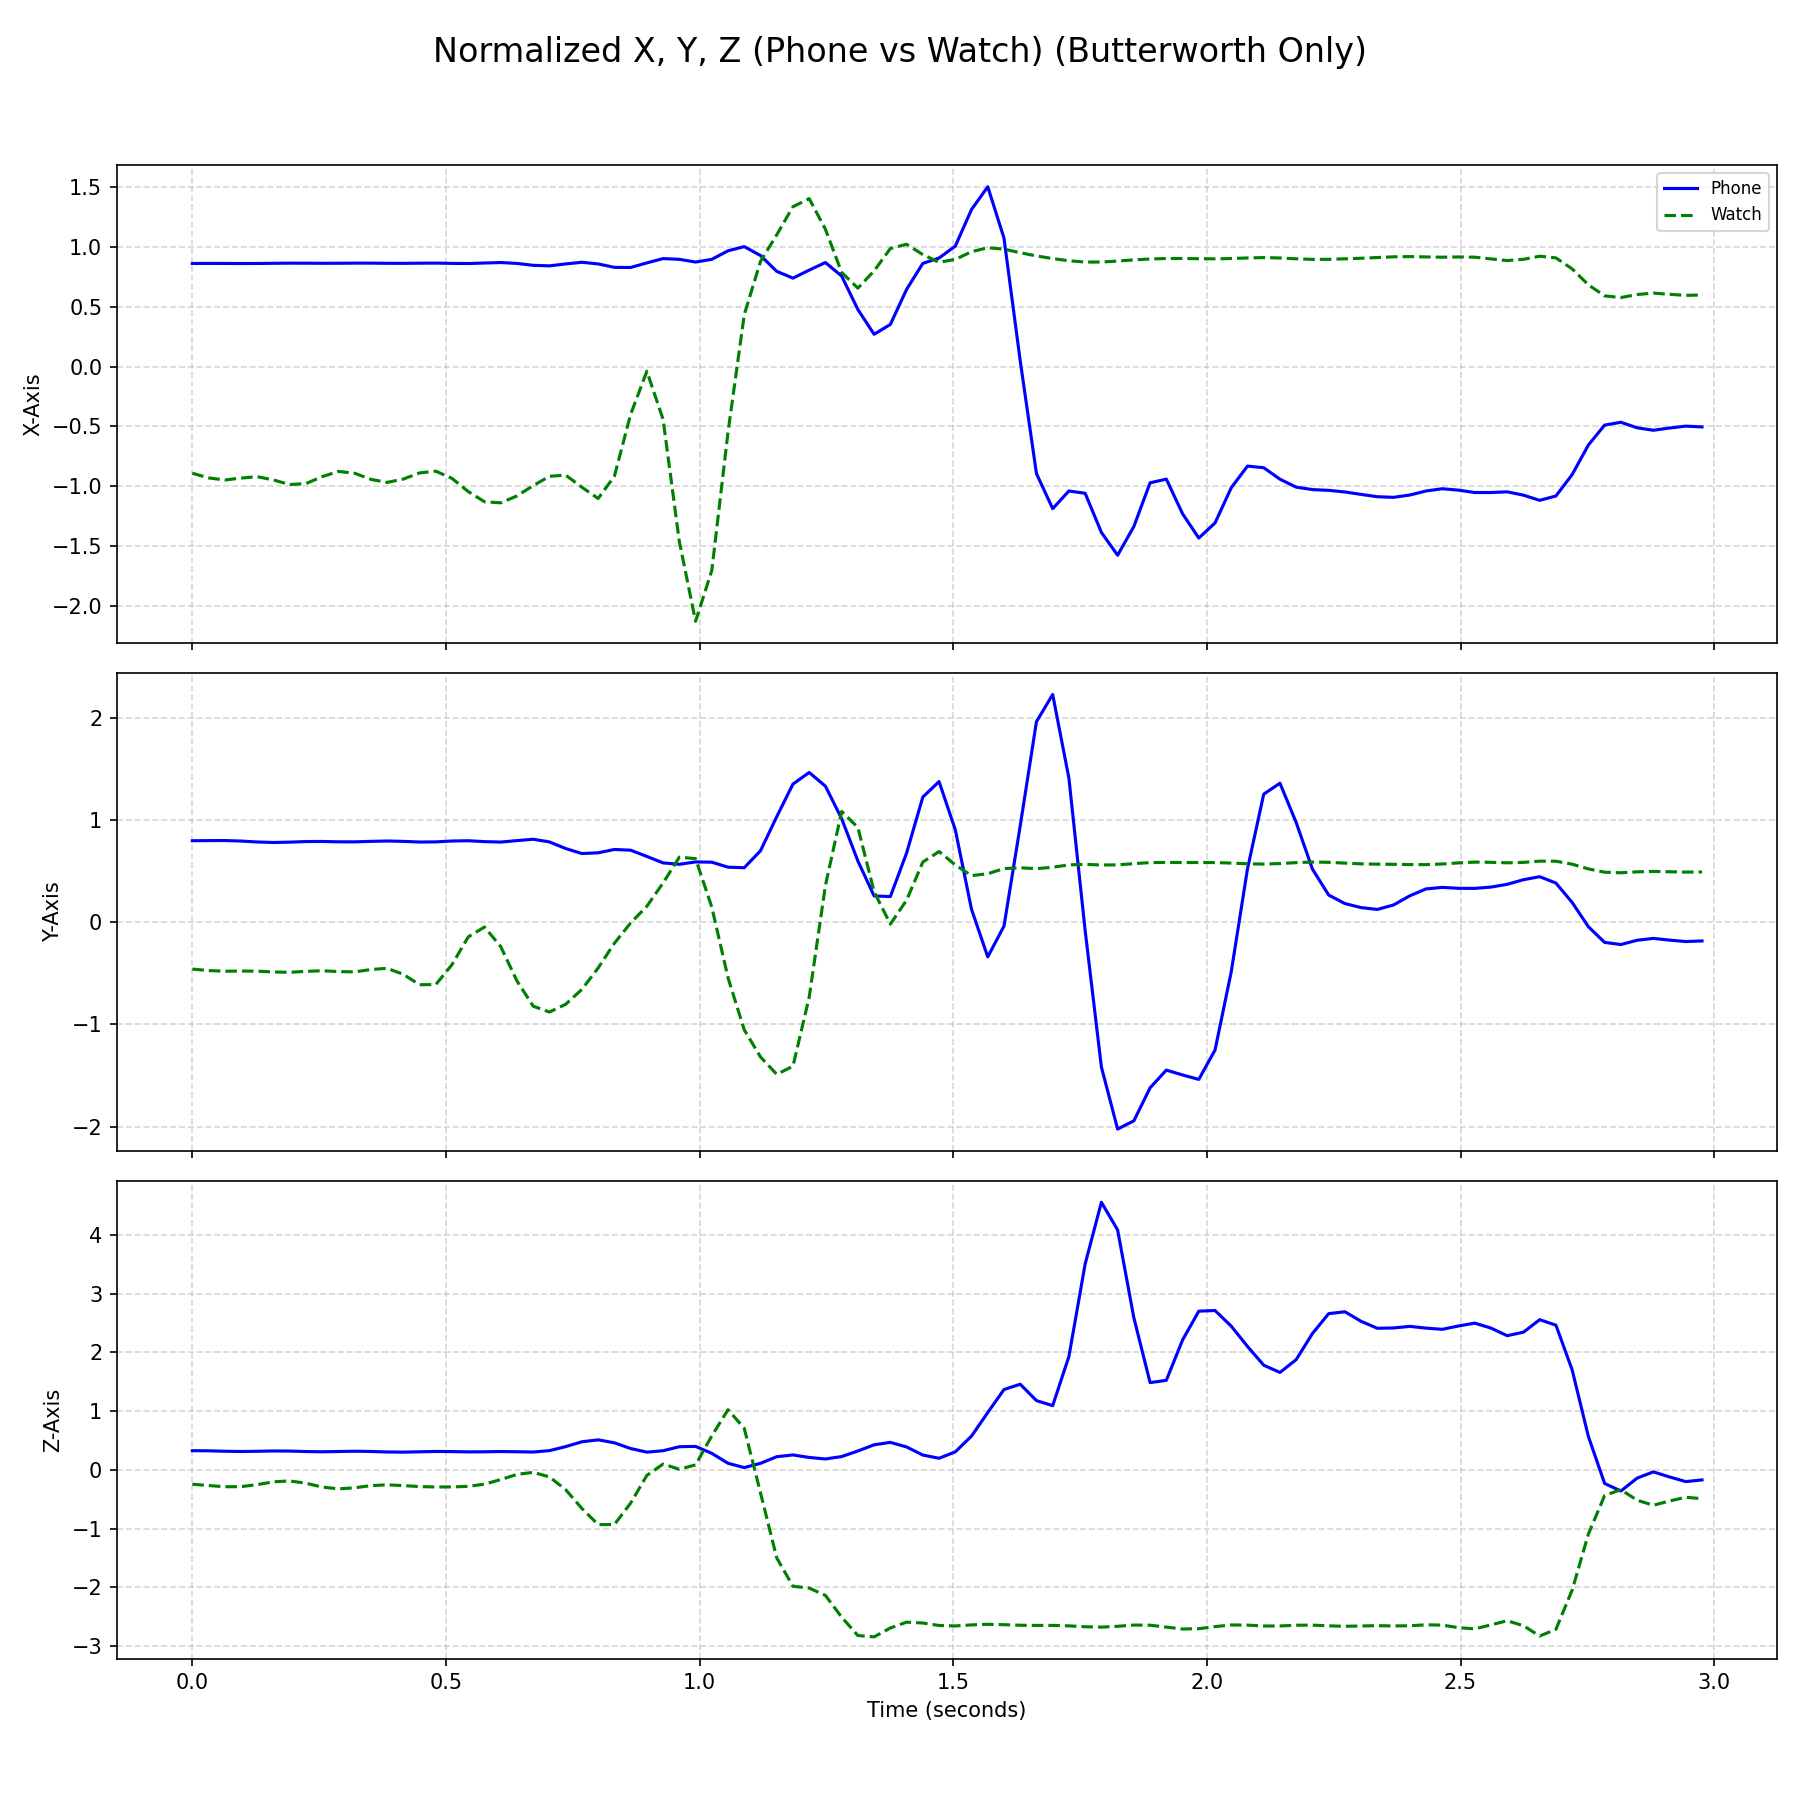 Normalized X, Y, Z (Phone vs Watch) (Butterworth Only)
Phone
Watch
X-Axis
1.5
1.0
0.5
0.0
−0.5
−1.0
−1.5
−2.0
Y-Axis
2
1
0
−1
−2
Z-Axis
4
3
2
1
0
−1
−2
−3
0.0 0.5 1.0 1.5 2.0 2.5 3.0
Time (seconds)